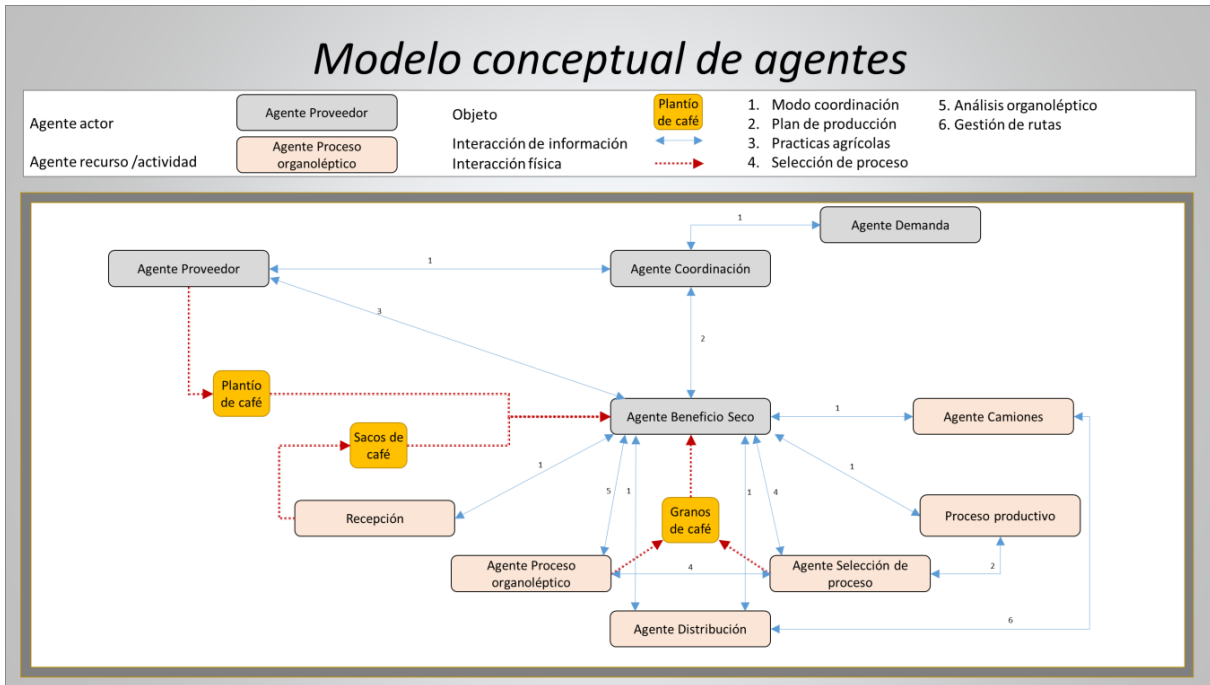 Modelo conceptual de agentes
Agente actor
Agente Proveedor
Objeto
Plantío
de café
1. Modo coordinación
5. Análisis organoléptico
Interacción de información
2. Plan de producción
6. Gestión de rutas
3. Practicas agrícolas
Agente recurso /actividad
Agente Proceso
organoléptico
Interacción física
4. Selección de proceso
1
Agente Demanda
Agente Proveedor
1
Agente Coordinación
3
2
Plantío
de café
Agente Beneficio Seco
1
Agente Camiones
Sacos de
café
1
1
5
1
1
4
Recepción
Granos
de café
Proceso productivo
Agente Proceso
organoléptico
4
Agente Selección de
proceso
2
Agente Distribución
6